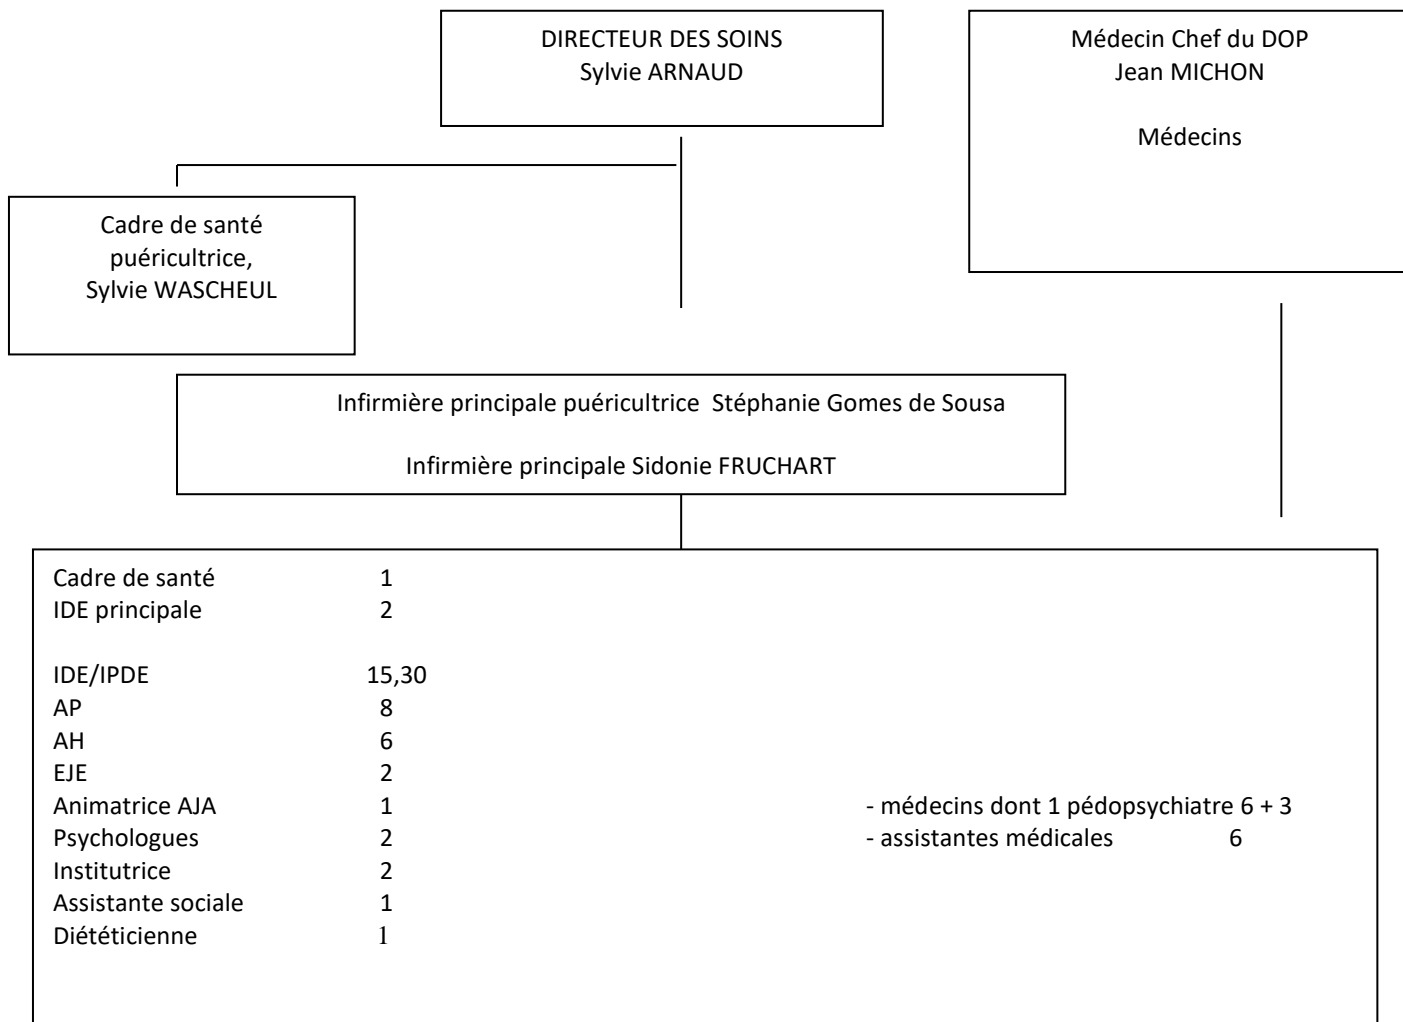 DIRECTEUR DES SOINS
Sylvie ARNAUD
Médecin Chef du DOP
Jean MICHON
Médecins
Cadre de santé
puéricultrice,
Sylvie WASCHEUL
Infirmière principale puéricultrice Stéphanie Gomes de Sousa
Infirmière principale Sidonie FRUCHART
Cadre de santé 1
IDE principale 2
IDE/IPDE 15,30
AP 8
AH 6
EJE 2
Animatrice AJA 1
Psychologues 2
Institutrice 2
Assistante sociale 1
Diététicienne 1
- médecins dont 1 pédopsychiatre 6 + 3
- assistantes médicales 6